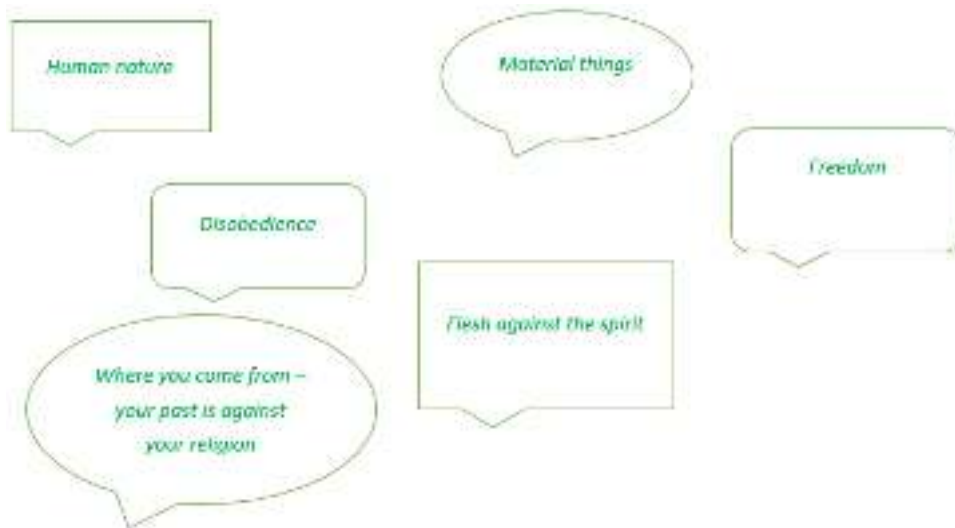 Human nature
Material things
Freedom
Disobedience
Flesh against the spirit
Where you come from –
your past is against
your religion